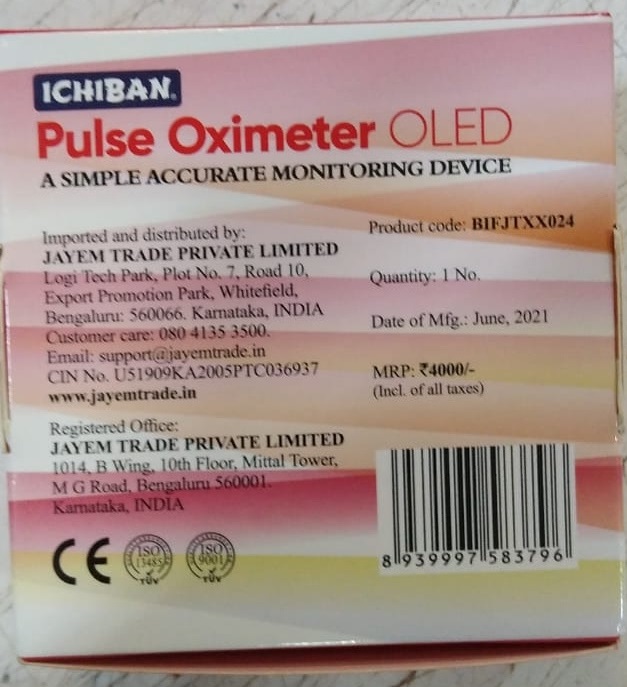 ICHIBAN®
Pulse Oximeter OLED
A SIMPLE ACCURATE MONITORING DEVICE
Imported and distributed by:
JAYEM TRADE PRIVATE LIMITED
Logi Tech Park, Plot No. 7, Road 10,
Export Promotion Park, Whitefield,
Bengaluru: 560066. Karnataka, INDIA
Customer care: 080 4135 3500.
Email: support@jayemtrade.in
CIN No. U51909KA2005PTC036937
www.jayemtrade.in
Registered Office:
JAYEM TRADE PRIVATE LIMITED
1014, B Wing, 10th Floor, Mittal Tower,
M G Road, Bengaluru 560001.
Karnataka, INDIA
Product code: BIFJTXX024
Quantity: 1 No.
Date of Mfg.: June, 2021
MRP: ₹4000/-
(Incl. of all taxes)
CE
ISO
13485
TÜV
ISO
9001
TÜV
8 939997 583796